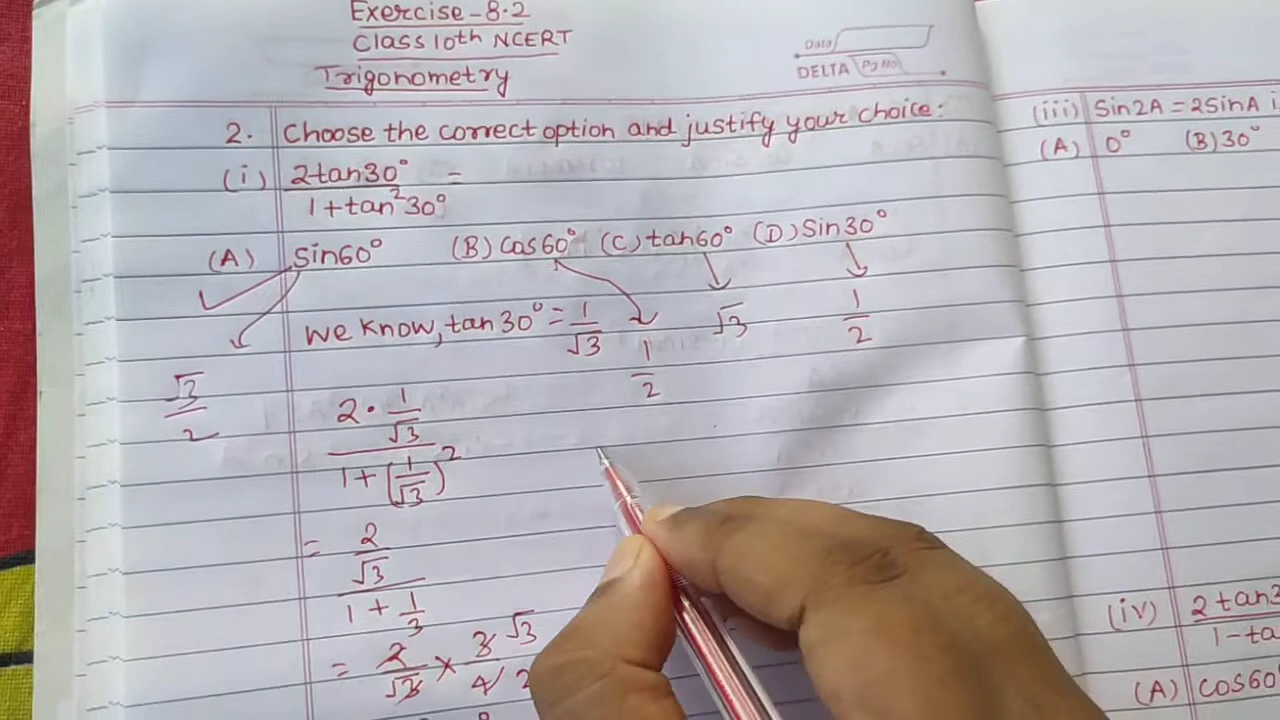 Exercise-8.2
Class 10th NCERT
Trigonometry
Date
DELTA Pg No
2. Choose the correct option and justify your choice:
(i) 2tan30° =
1+tan²30°
(A) Sin60° (B) Cos60° (C) tan60° (D) Sin30°
we know, tan30° = 1/√3
√3/2
1/2
√3
1/2
2 · 1/√3
1 + (1/√3)²
= 2/√3
1 + 1/3
= 2/√3 × 3 √3
4 2
(iii) Sin2A = 2SinA
(A) 0° (B) 30°
(iv) 2tan3
1-ta
(A) COS60°